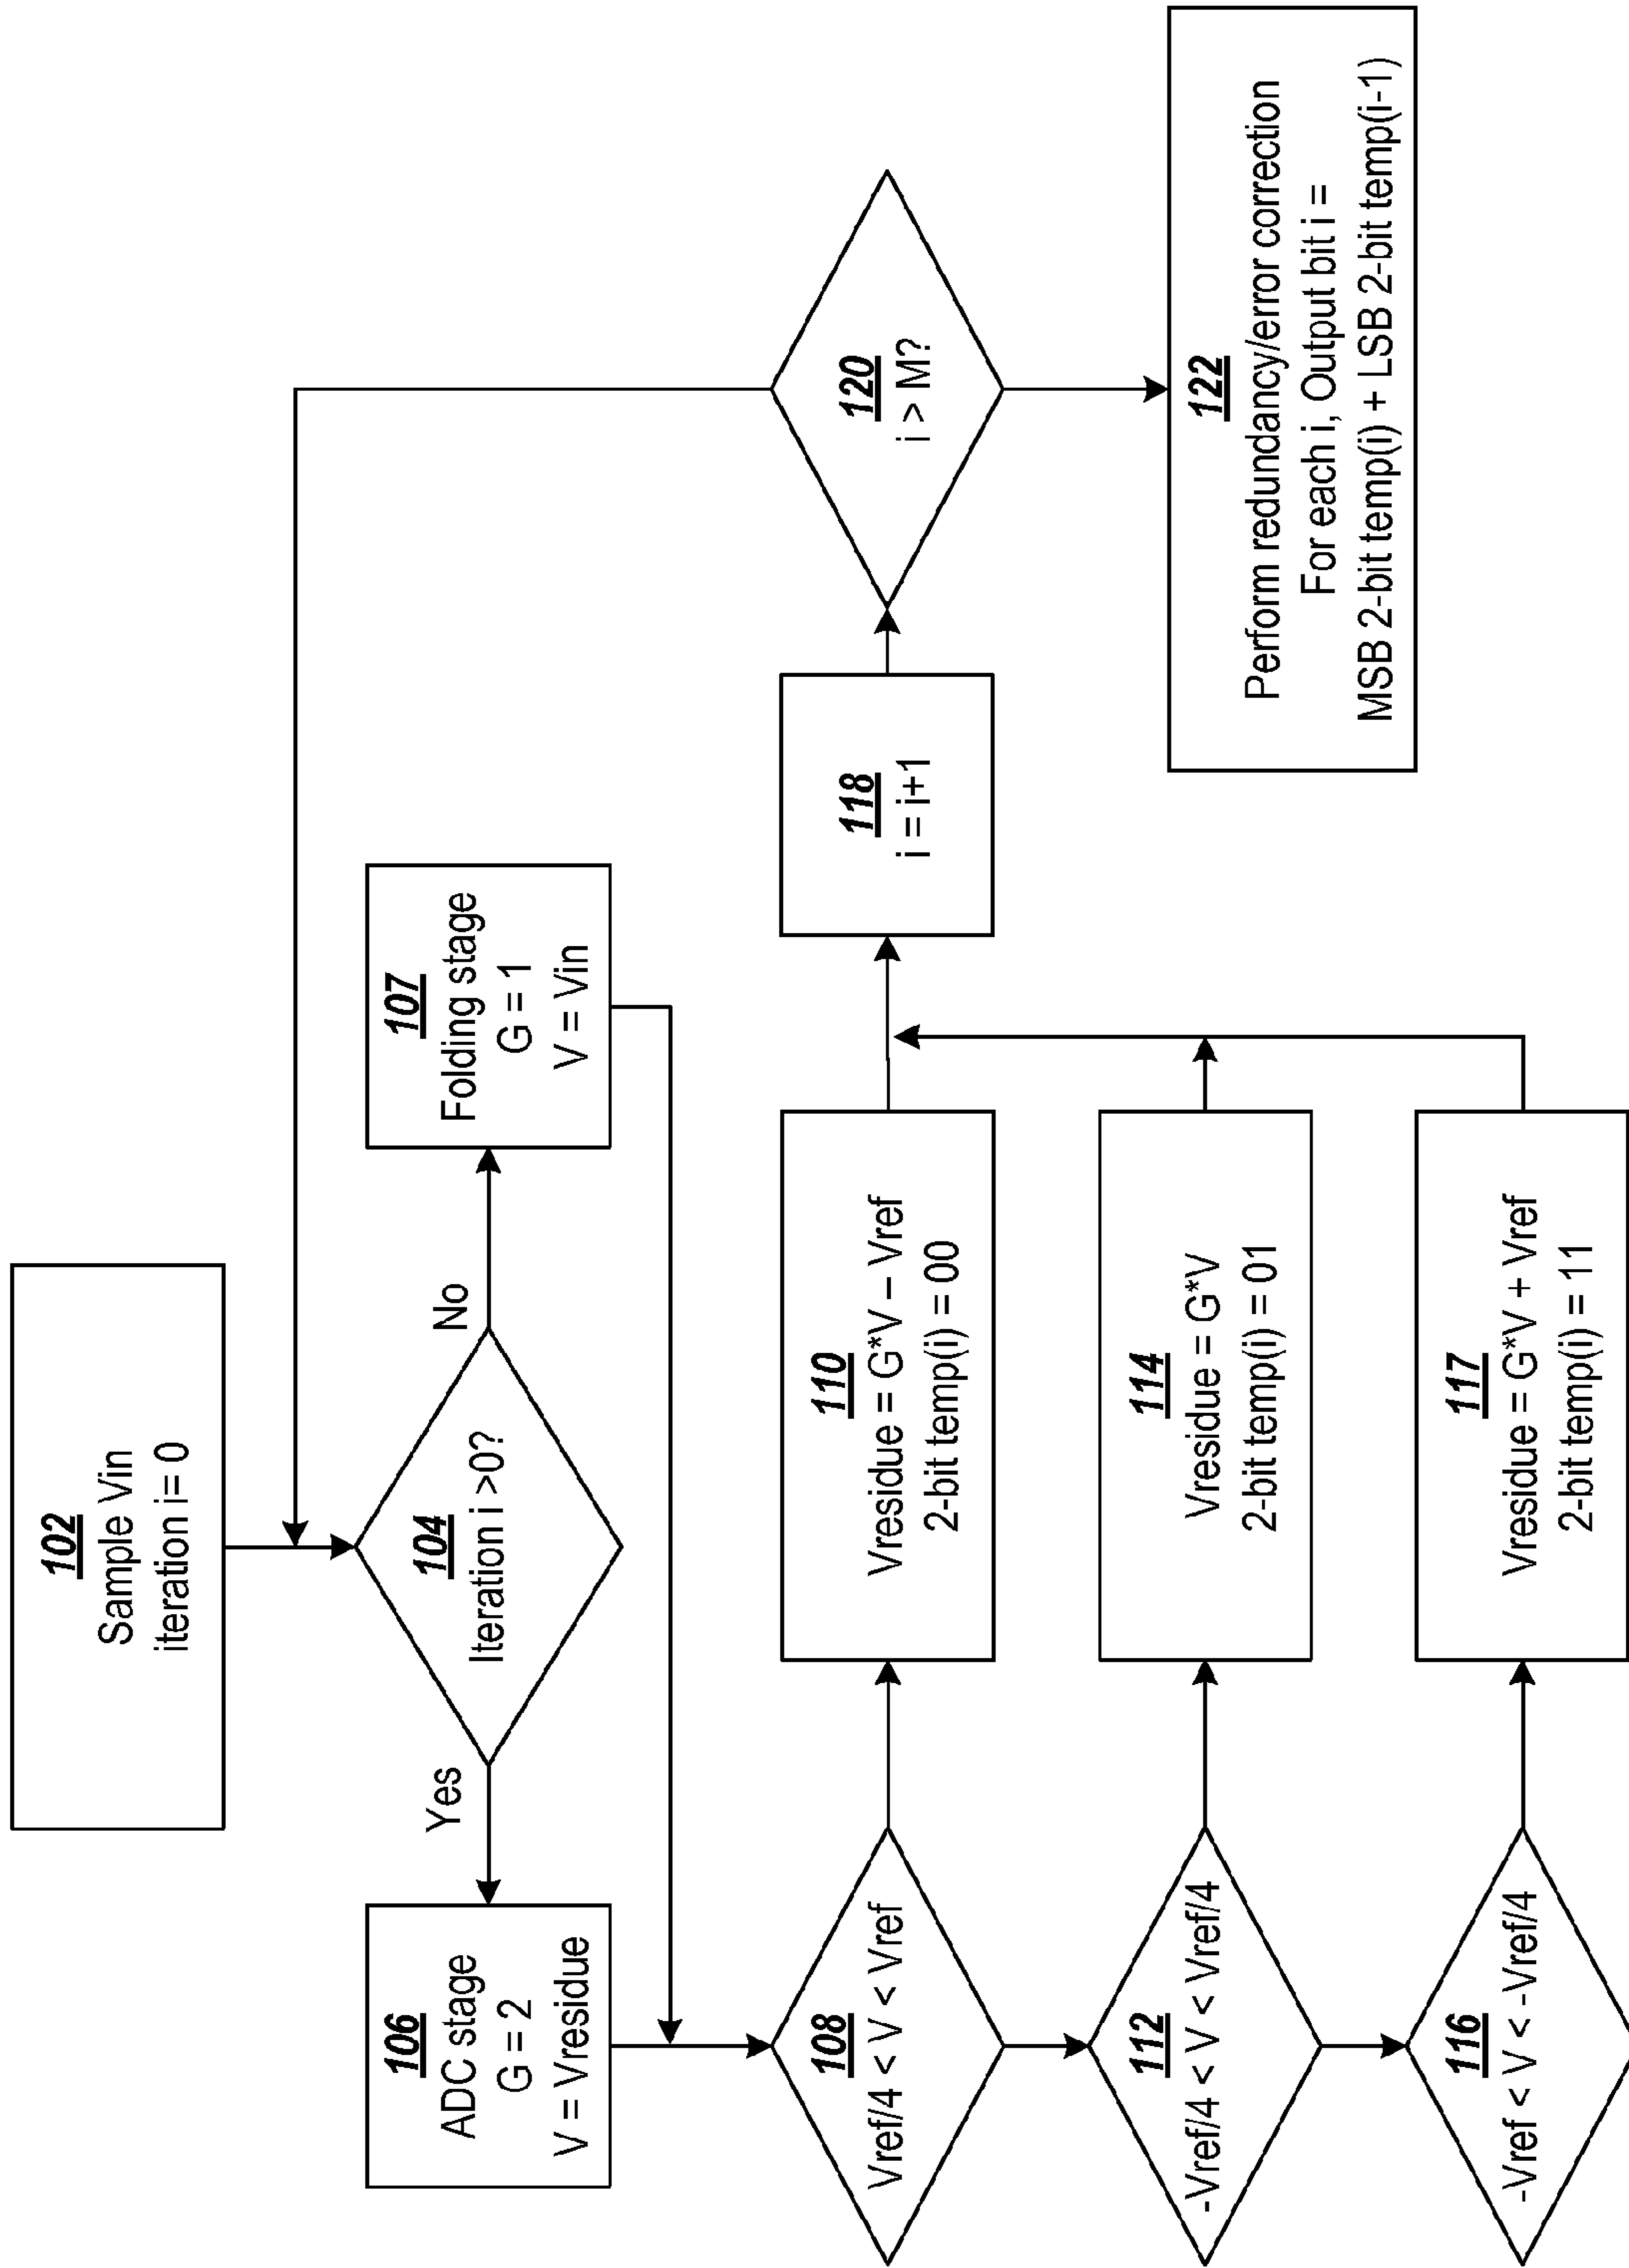 102
Sample Vin
iteration i= 0
104
Iteration i >0?
Yes
No
106
ADC stage
G = 2
V = Vresidue
107
Folding stage
G = 1
V = Vin
108
Vref/4 < V < Vref
110
Vresidue = G*V – Vref
2-bit temp(i) = 00
112
-Vref/4 < V < Vref/4
114
Vresidue = G*V
2-bit temp(i) = 01
116
-Vref < V < -Vref/4
117
Vresidue = G*V + Vref
2-bit temp(i) = 11
118
i = i+1
120
i > M?
122
Perform redundancy/error correction
For each i, Output bit i =
MSB 2-bit temp(i) + LSB 2-bit temp(i-1)